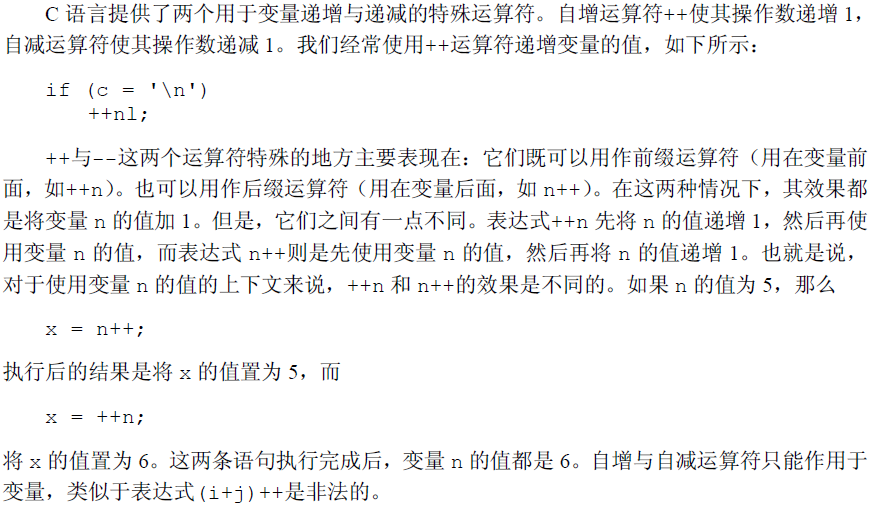 C 语言提供了两个用于变量递增与递减的特殊运算符。自增运算符++使其操作数递增 1，
自减运算符使其操作数递减 1。我们经常使用++运算符递增变量的值，如下所示：
if (c = '\n')
++nl;
++与--这两个运算符特殊的地方主要表现在：它们既可以用作前缀运算符（用在变量前
面，如++n）。也可以用作后缀运算符（用在变量后面，如 n++）。在这两种情况下，其效果都
是将变量 n 的值加 1。但是，它们之间有一点不同。表达式++n 先将 n 的值递增 1，然后再使
用变量 n 的值，而表达式 n++则是先使用变量 n 的值，然后再将 n 的值递增 1。也就是说，
对于使用变量 n 的值的上下文来说，++n 和 n++的效果是不同的。如果 n 的值为 5，那么
x = n++;
执行后的结果是将 x 的值置为 5，而
x = ++n;
将 x 的值置为 6。这两条语句执行完成后，变量 n 的值都是 6。自增与自减运算符只能作用于
变量，类似于表达式(i+j)++是非法的。